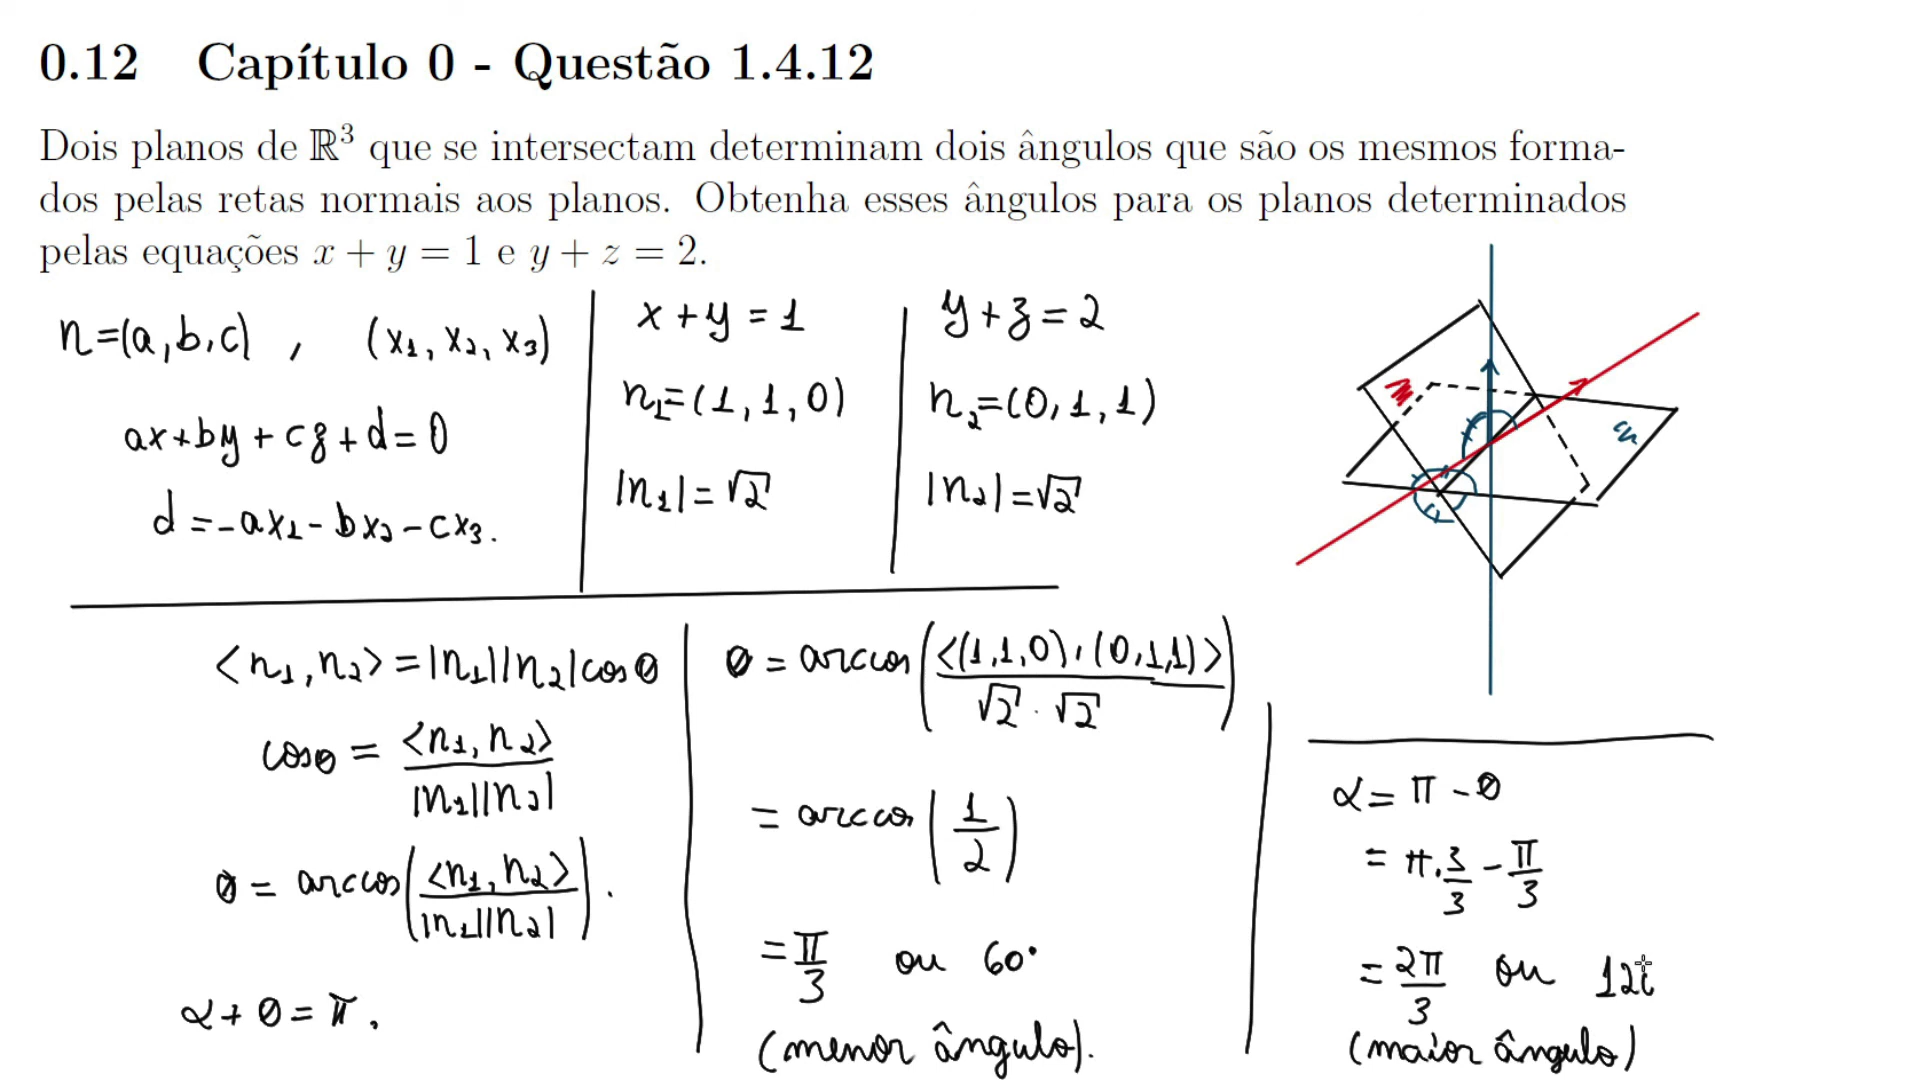 0.12 Capítulo 0 - Questão 1.4.12
Dois planos de ℝ³ que se intersectam determinam dois ângulos que são os mesmos forma-
dos pelas retas normais aos planos. Obtenha esses ângulos para os planos determinados
pelas equações x + y = 1 e y + z = 2.
n=(a,b,c) , (x₁, x₂, x₃)
ax+by+cz+d=0
d=-ax₁-bx₂-cx₃.
x+y=1
n₁=(1,1,0)
|n₁|=√2
y+z=2
n₂=(0,1,1)
|n₂|=√2
<n₁,n₂>=|n₁||n₂|cosθ
cosθ = <n₁,n₂>/|n₁||n₂|
θ = arccos(<n₁,n₂>/|n₁||n₂|).
α+θ=π.
θ = arccos(<(1,1,0),(0,1,1)>/√2·√2)
= arccos(1/2)
= π/3 ou 60°
(menor ângulo).
α = π - θ
= π·3/3 - π/3
= 2π/3 ou
(maior ângulo)